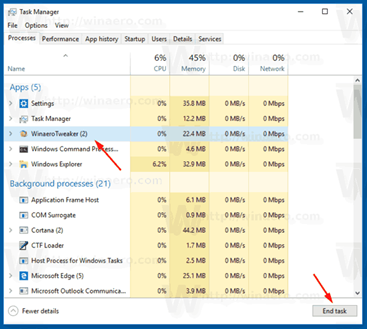 Task Manager
File Options View
Processes Performance App history Startup Users Details Services
6% 45% 0% 0%
Name CPU Memory Disk Network
Apps (5)
Settings 0% 35.8 MB 0 MB/s 0 Mbps
Task Manager 0% 12.2 MB 0 MB/s 0 Mbps
WinaeroTweaker (2) 0% 22.4 MB 0 MB/s 0 Mbps
Windows Command Process... 0% 4.6 MB 0 MB/s 0 Mbps
Windows Explorer 6.2% 32.9 MB 0 MB/s 0 Mbps
Background processes (21)
Application Frame Host 0% 6.1 MB 0 MB/s 0 Mbps
COM Surrogate 0% 0.9 MB 0 MB/s 0 Mbps
Cortana (2) 0% 44.2 MB 0 MB/s 0 Mbps
CTF Loader 0% 1.7 MB 0 MB/s 0 Mbps
Host Process for Windows Tasks 0% 2.5 MB 0 MB/s 0 Mbps
Microsoft Edge (5) 0% 25.1 MB 0 MB/s 0 Mbps
Microsoft Outlook Communicat... 0% 3.9 MB 0 MB/s 0 Mbps
Fewer details End task
http://winaero.com